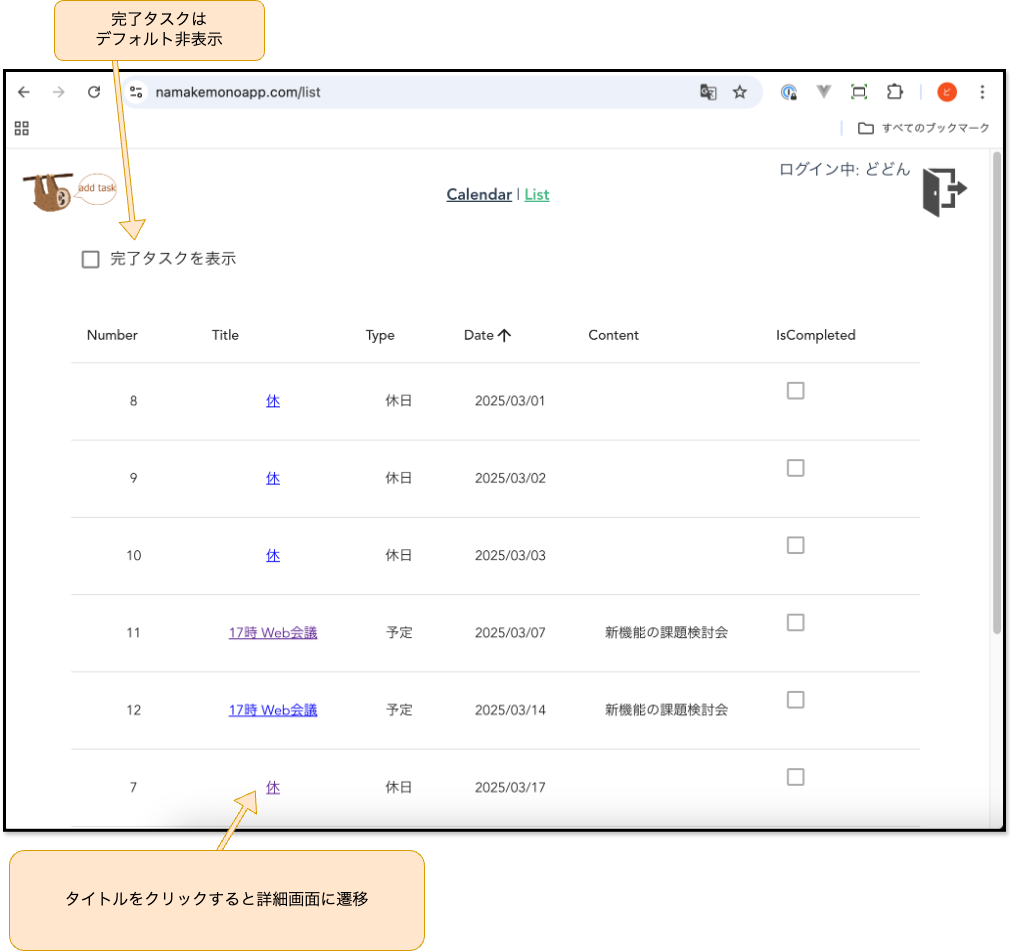 完了タスクは
デフォルト非表示
namakemonoapp.com/list
ピ
すべてのブックマーク
add task
Calendar | List
ログイン中: どどん
完了タスクを表示
Number Title Type Date Content IsCompleted
8 休 休日 2025/03/01
9 休 休日 2025/03/02
10 休 休日 2025/03/03
11 17時 Web会議 予定 2025/03/07 新機能の課題検討会
12 17時 Web会議 予定 2025/03/14 新機能の課題検討会
7 休 休日 2025/03/17
タイトルをクリックすると詳細画面に遷移